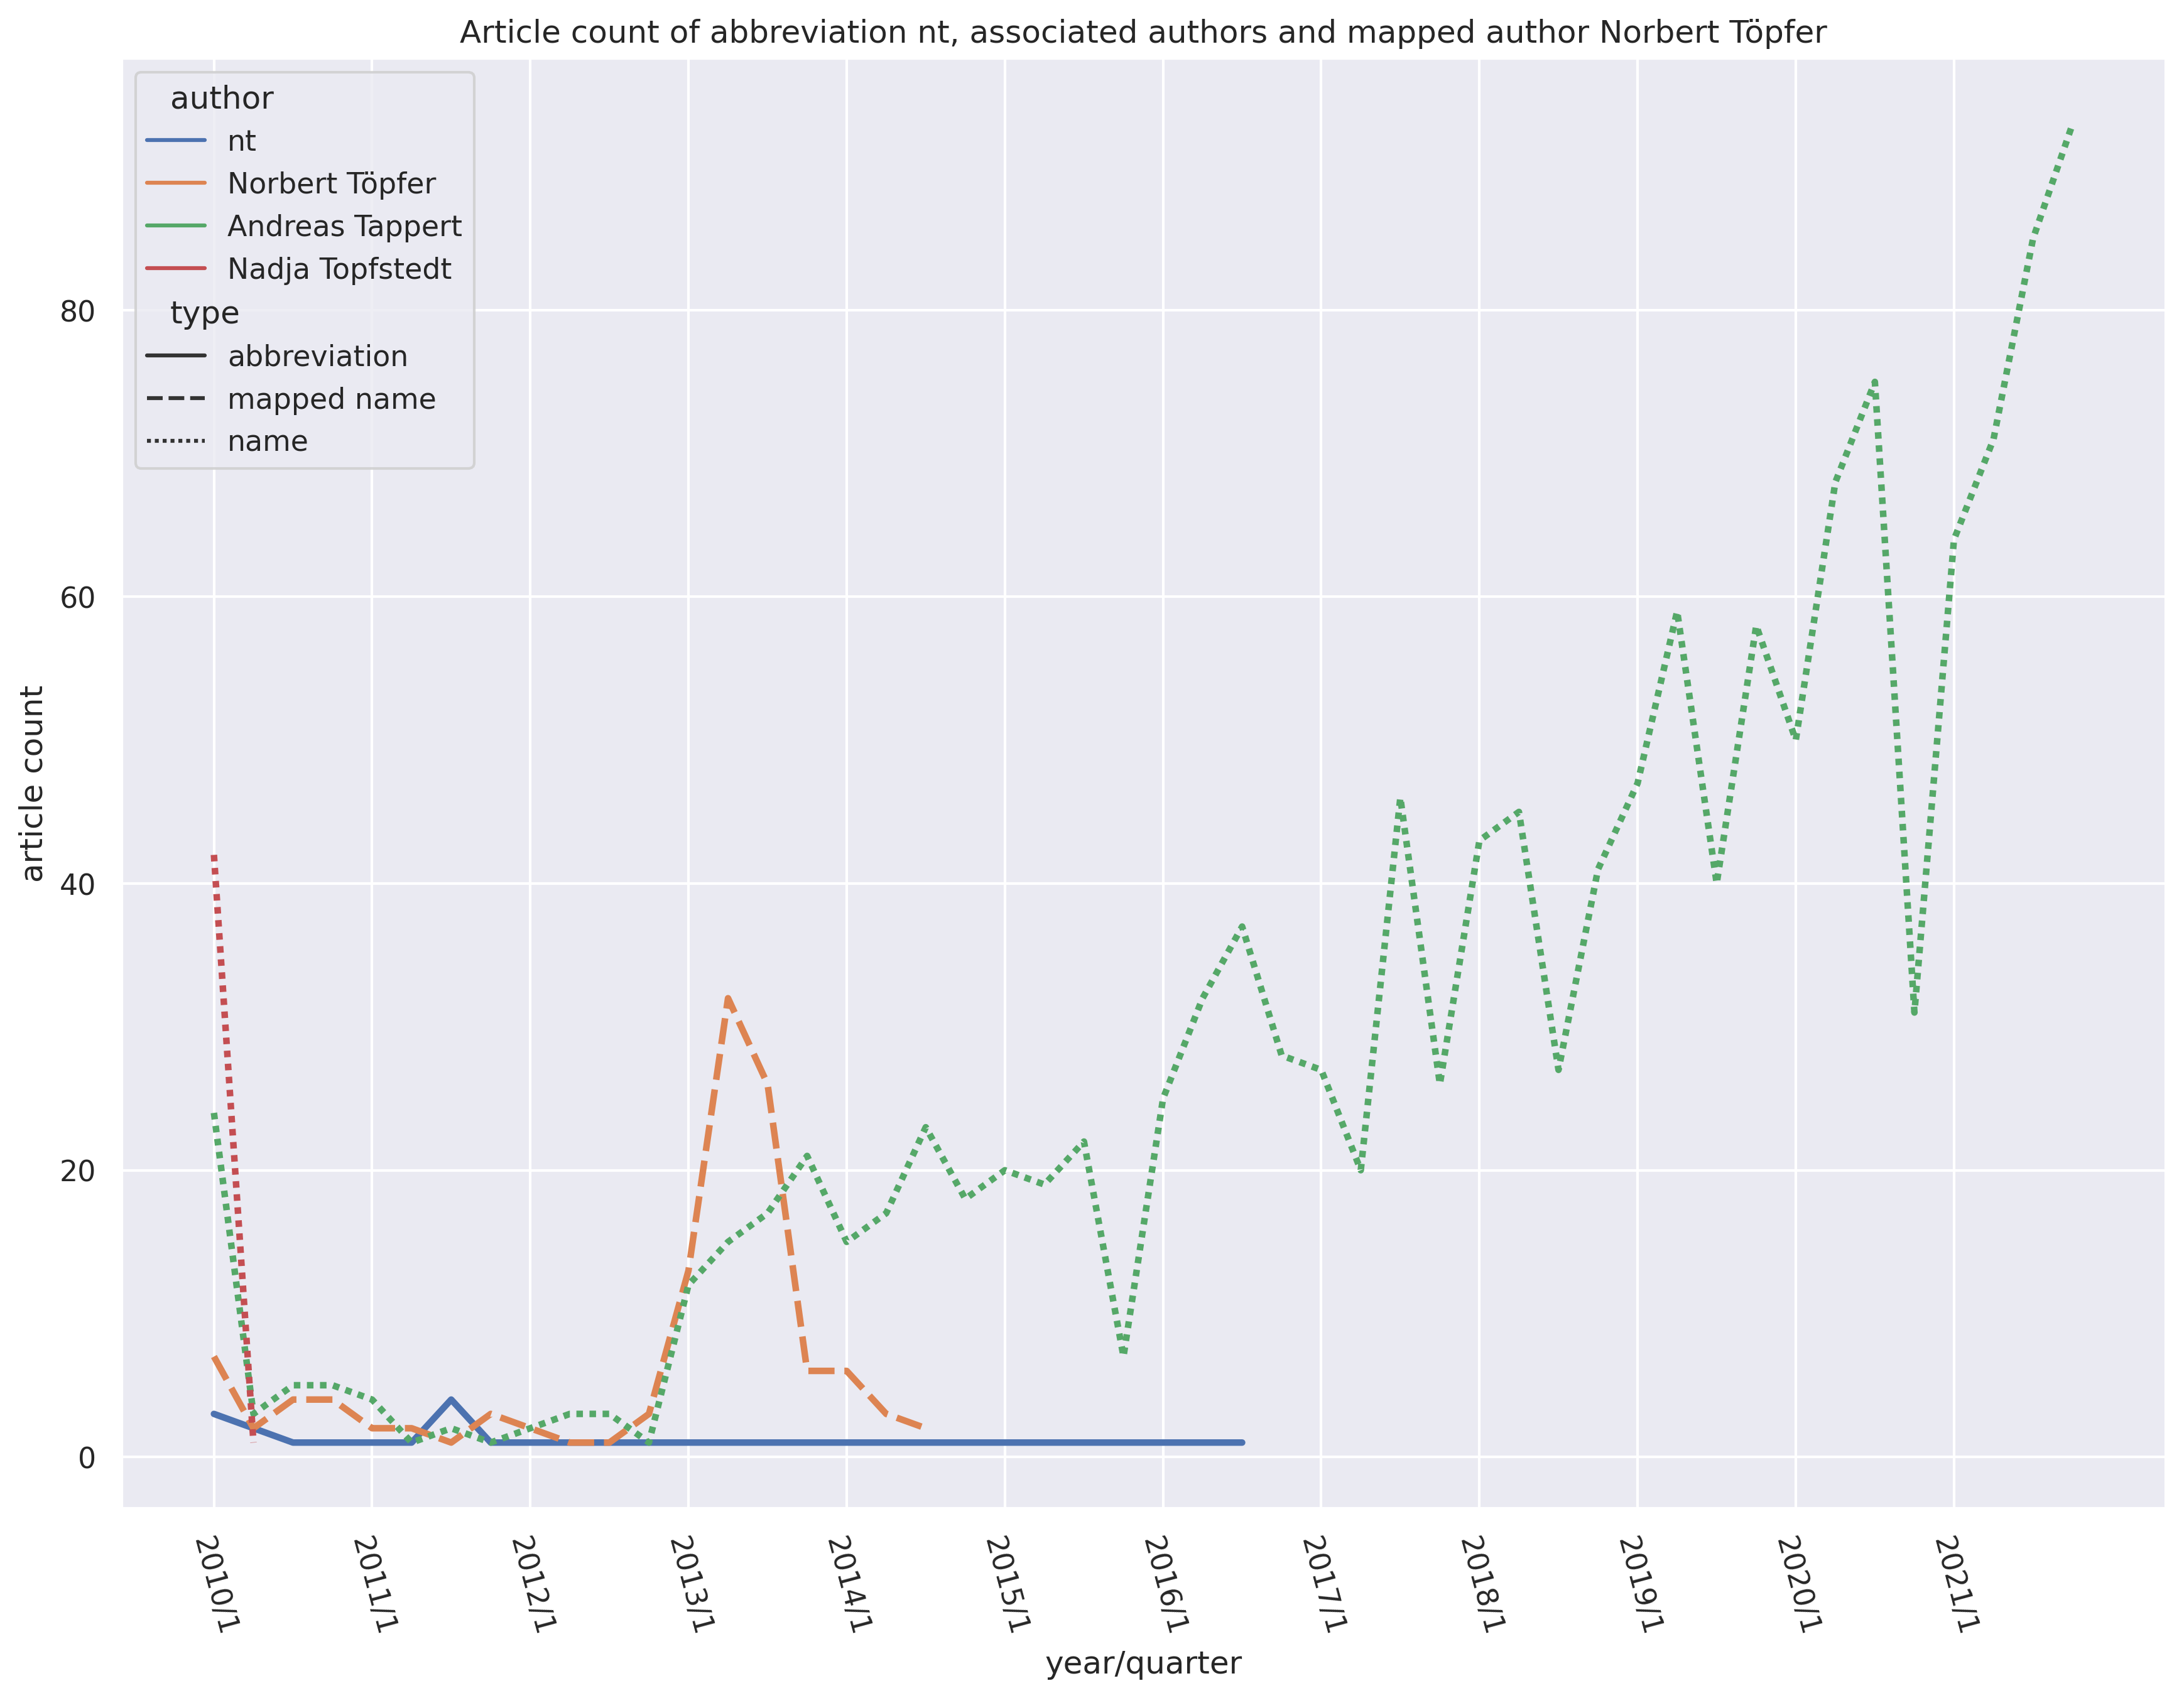 Article count of abbreviation nt, associated authors and mapped author Norbert Töpfer
author
nt
Norbert Töpfer
Andreas Tappert
Nadja Topfstedt
type
abbreviation
mapped name
name
80
60
40
20
0
article count
2010/1
2011/1
2012/1
2013/1
2014/1
2015/1
2016/1
2017/1
2018/1
2019/1
2020/1
2021/1
year/quarter